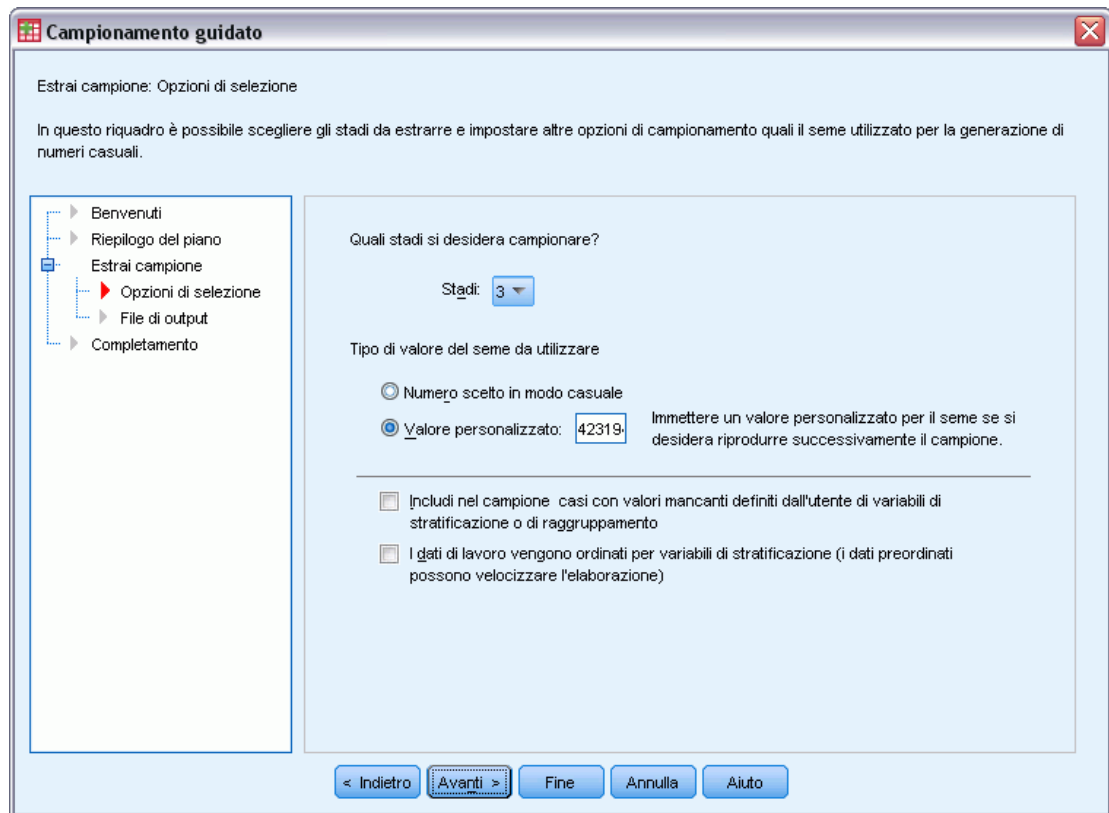 Campionamento guidato
Estrai campione: Opzioni di selezione
In questo riquadro è possibile scegliere gli stadi da estrarre e impostare altre opzioni di campionamento quali il seme utilizzato per la generazione di
numeri casuali.
Benvenuti
Riepilogo del piano
Estrai campione
Opzioni di selezione
File di output
Completamento
Quali stadi si desidera campionare?
Stadi: 3
Tipo di valore del seme da utilizzare
Numero scelto in modo casuale
Valore personalizzato:
Immettere un valore personalizzato per il seme se si
desidera riprodurre successivamente il campione.
Includi nel campione casi con valori mancanti definiti dall'utente di variabili di
stratificazione o di raggruppamento
I dati di lavoro vengono ordinati per variabili di stratificazione (i dati preordinati
possono velocizzare l'elaborazione)
< Indietro Avanti > Fine Annulla Aiuto